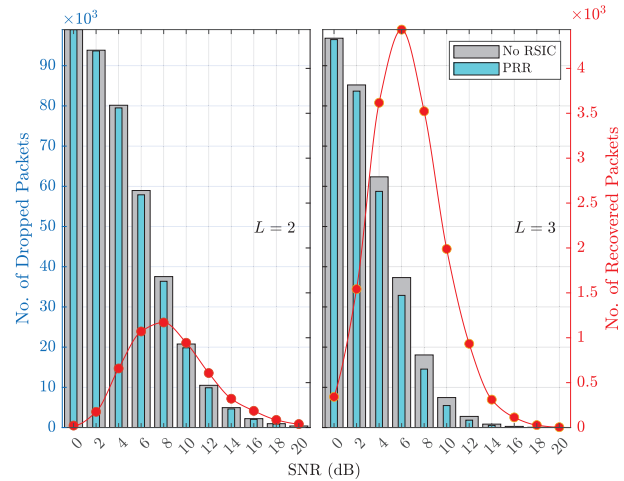 ×10³
×10³
No RSIC
PRR
90
80
70
60
50
40
30
20
10
0
No. of Dropped Packets
L = 2
L = 3
4
3.5
3
2.5
2
1.5
1
0.5
0
No. of Recovered Packets
0 2 4 6 8 10 12 14 16 18 20
0 2 4 6 8 10 12 14 16 18 20
SNR (dB)